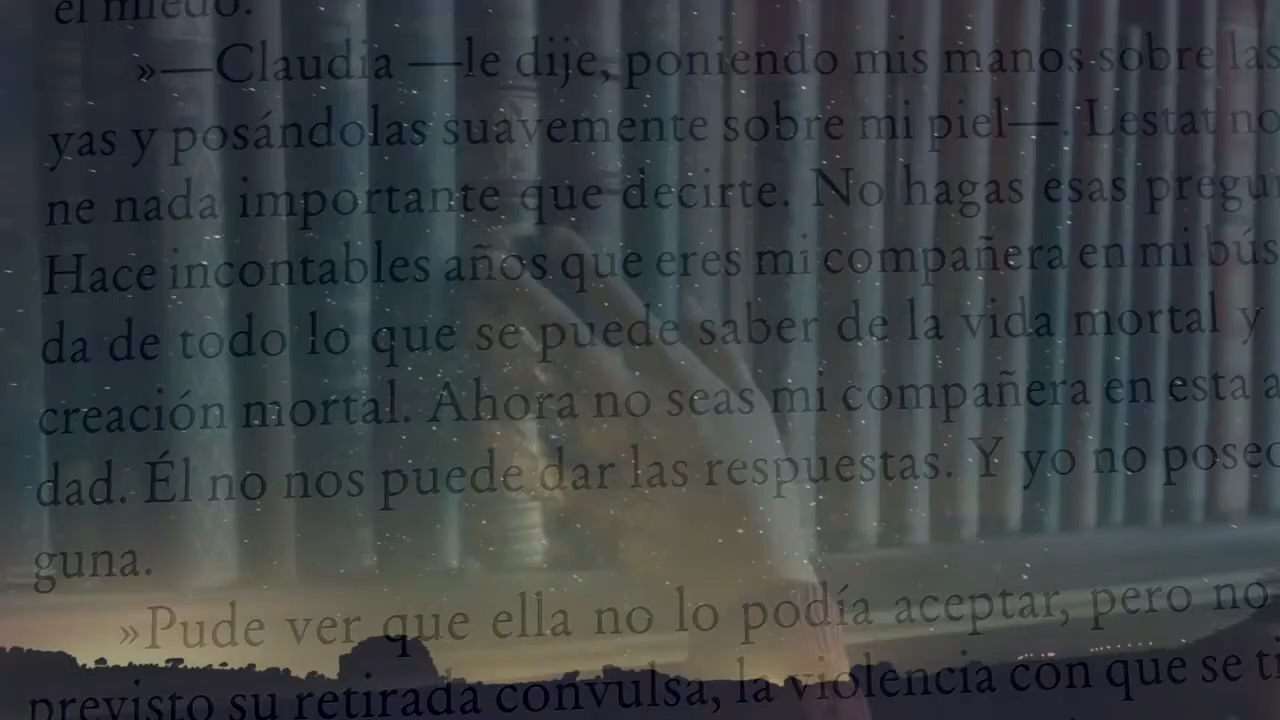 el miedo.
»—Claudia —le dije, poniendo mis manos sobre las
yas y posándolas suavemente sobre mi piel—. Lestat no
ne nada importante que decirte. No hagas esas pregun
Hace incontables años que eres mi compañera en mi bús
da de todo lo que se puede saber de la vida mortal y
creación mortal. Ahora no seas mi compañera en esta a
dad. Él no nos puede dar las respuestas. Y yo no poseo
guna.
»Pude ver que ella no lo podía aceptar, pero no
previsto su retirada convulsa, la violencia con que se ti